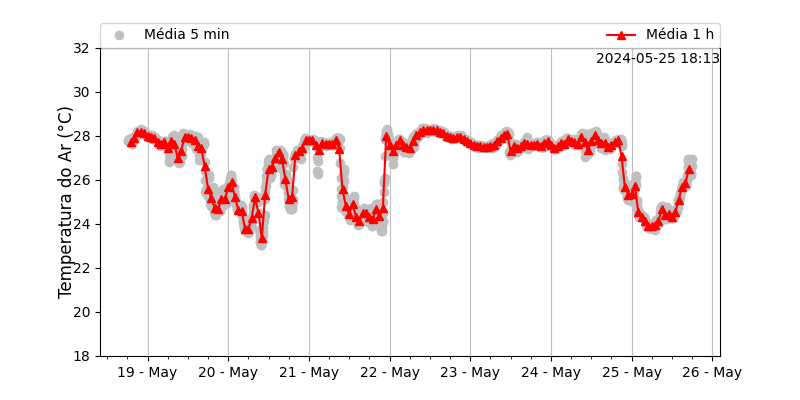 Média 5 min
Média 1 h
2024-05-25 18:13
Temperatura do Ar (°C)
32
30
28
26
24
22
20
18
19 - May
20 - May
21 - May
22 - May
23 - May
24 - May
25 - May
26 - May